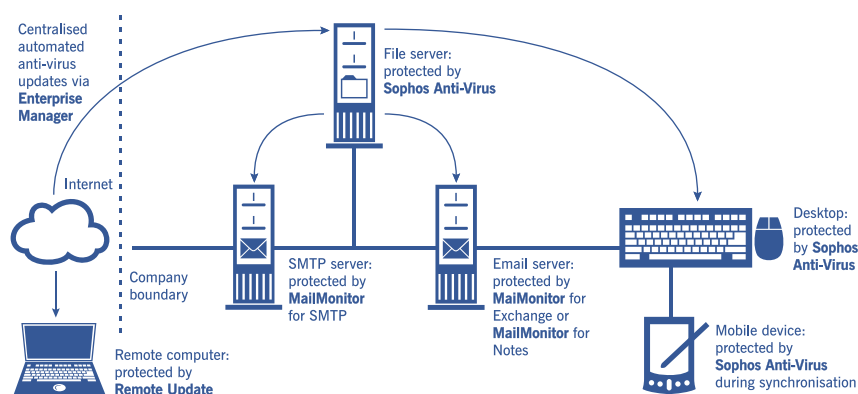 Centralised
automated
anti-virus
updates via
Enterprise
Manager
File server:
protected by
Sophos Anti-Virus
Internet
Company
boundary
SMTP server:
protected by
MailMonitor
for SMTP
Email server:
protected by
MaiMonitor for
Exchange or
MailMonitor for
Notes
Desktop:
protected
by Sophos
Anti-Virus
Remote computer:
protected by
Remote Update
Mobile device:
protected by
Sophos Anti-Virus
during synchronisation